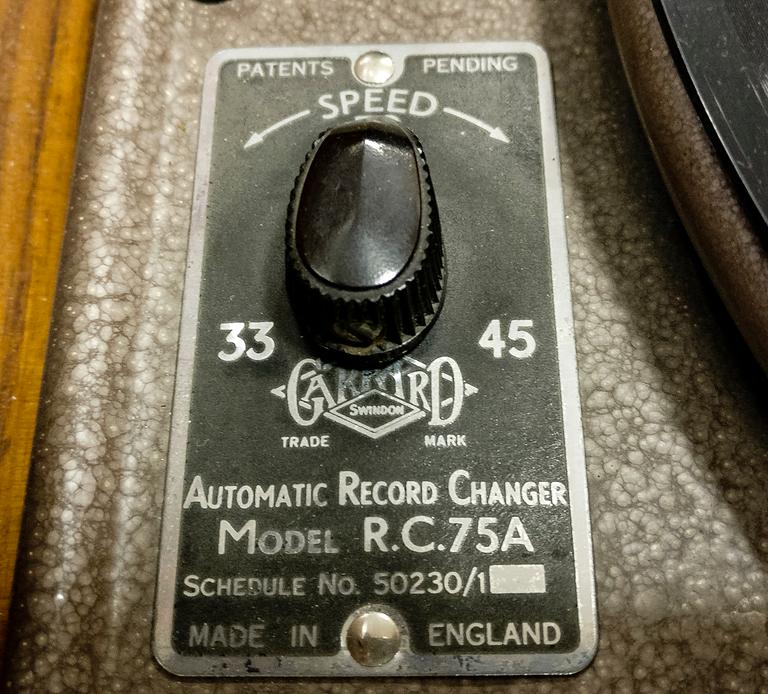 PATENTS PENDING
SPEED
33 45
GARRARD
SWINDON
TRADE MARK
AUTOMATIC RECORD CHANGER
MODEL R.C.75A
SCHEDULE NO. 50230/1
MADE IN ENGLAND